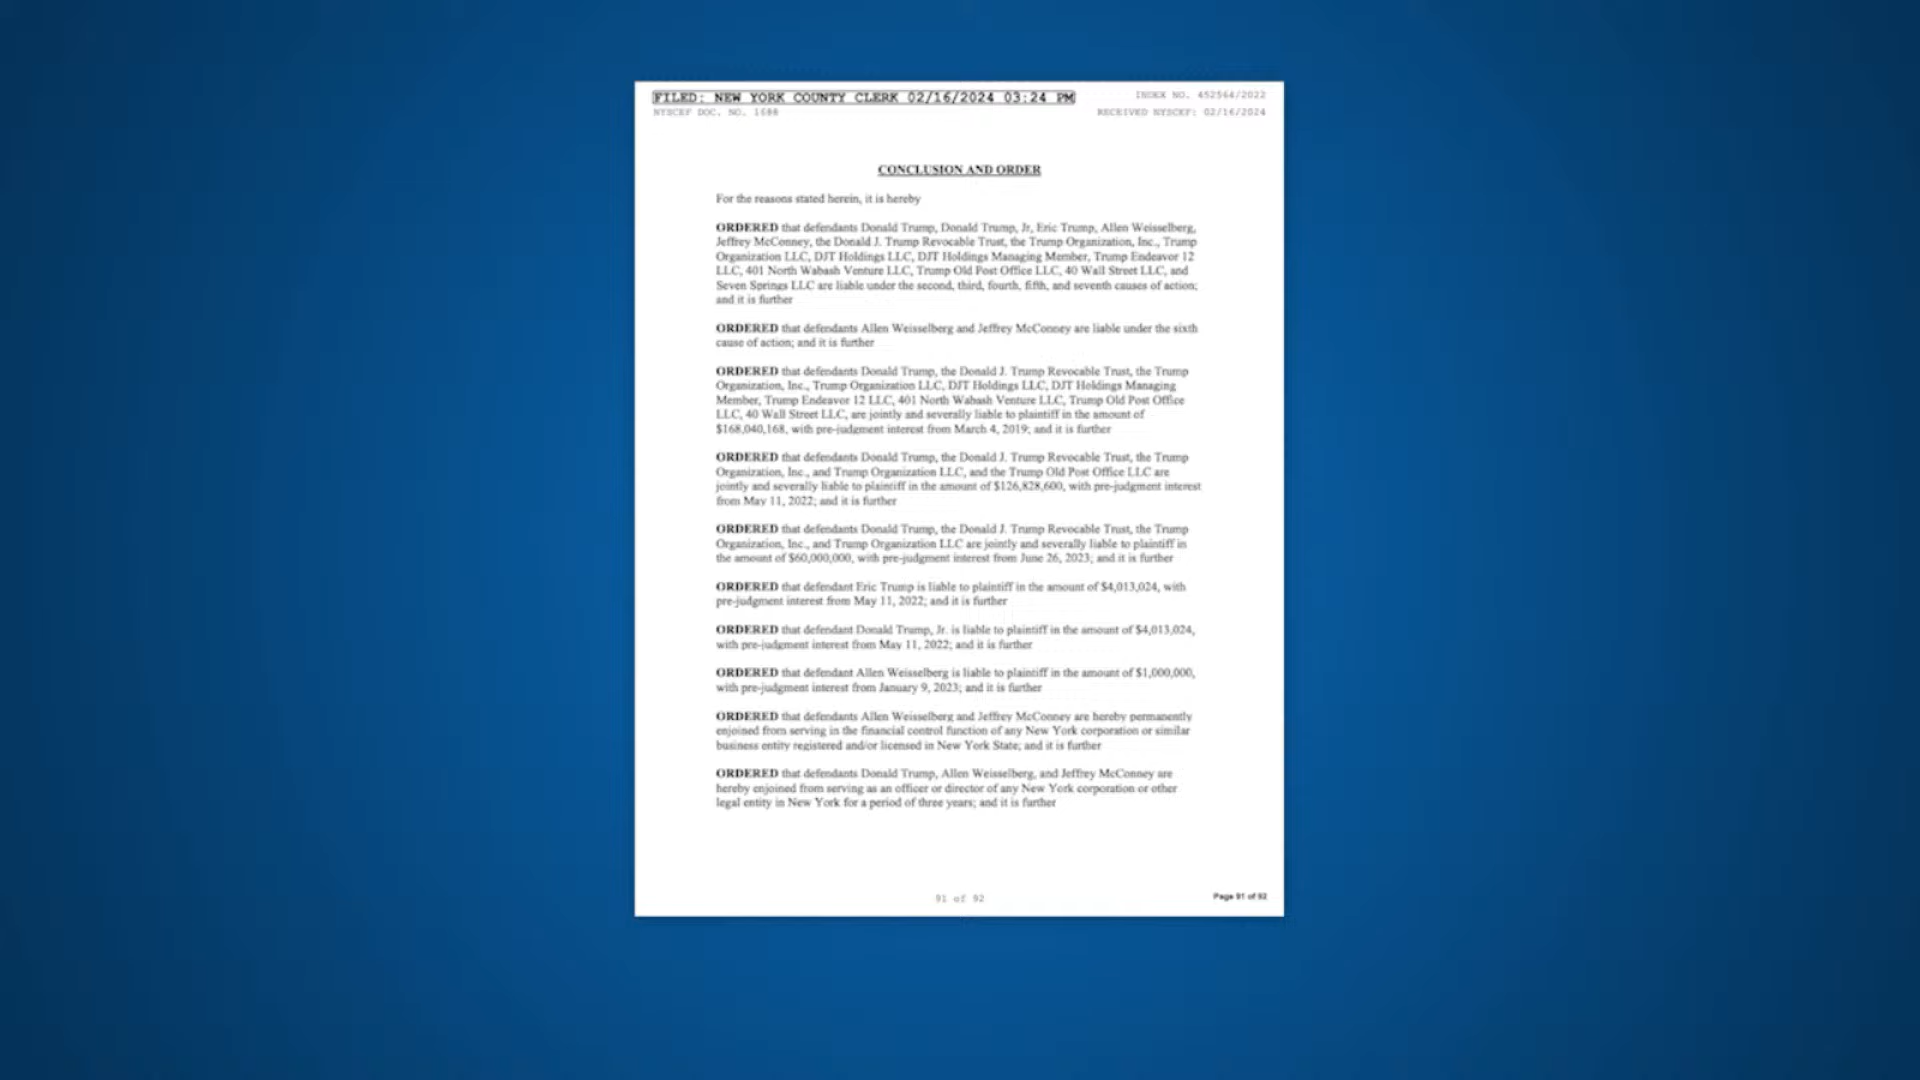 FILED: NEW YORK COUNTY CLERK 02/16/2024 03:24 PM
INDEX NO. 452564/2022
NYSCEF DOC. NO. 1688
RECEIVED NYSCEF: 02/16/2024
CONCLUSION AND ORDER
For the reasons stated herein, it is hereby
ORDERED that defendants Donald Trump, Donald Trump, Jr, Eric Trump, Allen Weisselberg,
Jeffrey McConney, the Donald J. Trump Revocable Trust, the Trump Organization, Inc., Trump
Organization LLC, DJT Holdings LLC, DJT Holdings Managing Member, Trump Endeavor 12
LLC, 401 North Wabash Venture LLC, Trump Old Post Office LLC, 40 Wall Street LLC, and
Seven Springs LLC are liable under the second, third, fourth, fifth, and seventh causes of action;
and it is further
ORDERED that defendants Allen Weisselberg and Jeffrey McConney are liable under the sixth
cause of action; and it is further
ORDERED that defendants Donald Trump, the Donald J. Trump Revocable Trust, the Trump
Organization, Inc., Trump Organization LLC, DJT Holdings LLC, DJT Holdings Managing
Member, Trump Endeavor 12 LLC, 401 North Wabash Venture LLC, Trump Old Post Office
LLC, 40 Wall Street LLC, are jointly and severally liable to plaintiff in the amount of
$168,040,168, with pre-judgment interest from March 4, 2019; and it is further
ORDERED that defendants Donald Trump, the Donald J. Trump Revocable Trust, the Trump
Organization, Inc., and Trump Organization LLC, and the Trump Old Post Office LLC are
jointly and severally liable to plaintiff in the amount of $126,828,600, with pre-judgment interest
from May 11, 2022; and it is further
ORDERED that defendants Donald Trump, the Donald J. Trump Revocable Trust, the Trump
Organization, Inc., and Trump Organization LLC are jointly and severally liable to plaintiff in
the amount of $60,000,000, with pre-judgment interest from June 26, 2023; and it is further
ORDERED that defendant Eric Trump is liable to plaintiff in the amount of $4,013,024, with
pre-judgment interest from May 11, 2022; and it is further
ORDERED that defendant Donald Trump, Jr. is liable to plaintiff in the amount of $4,013,024,
with pre-judgment interest from May 11, 2022; and it is further
ORDERED that defendant Allen Weisselberg is liable to plaintiff in the amount of $1,000,000,
with pre-judgment interest from January 9, 2023; and it is further
ORDERED that defendants Allen Weisselberg and Jeffrey McConney are hereby permanently
enjoined from serving in the financial control function of any New York corporation or similar
business entity registered and/or licensed in New York State; and it is further
ORDERED that defendants Donald Trump, Allen Weisselberg, and Jeffrey McConney are
hereby enjoined from serving as an officer or director of any New York corporation or other
legal entity in New York for a period of three years; and it is further
91 of 92
Page 91 of 92